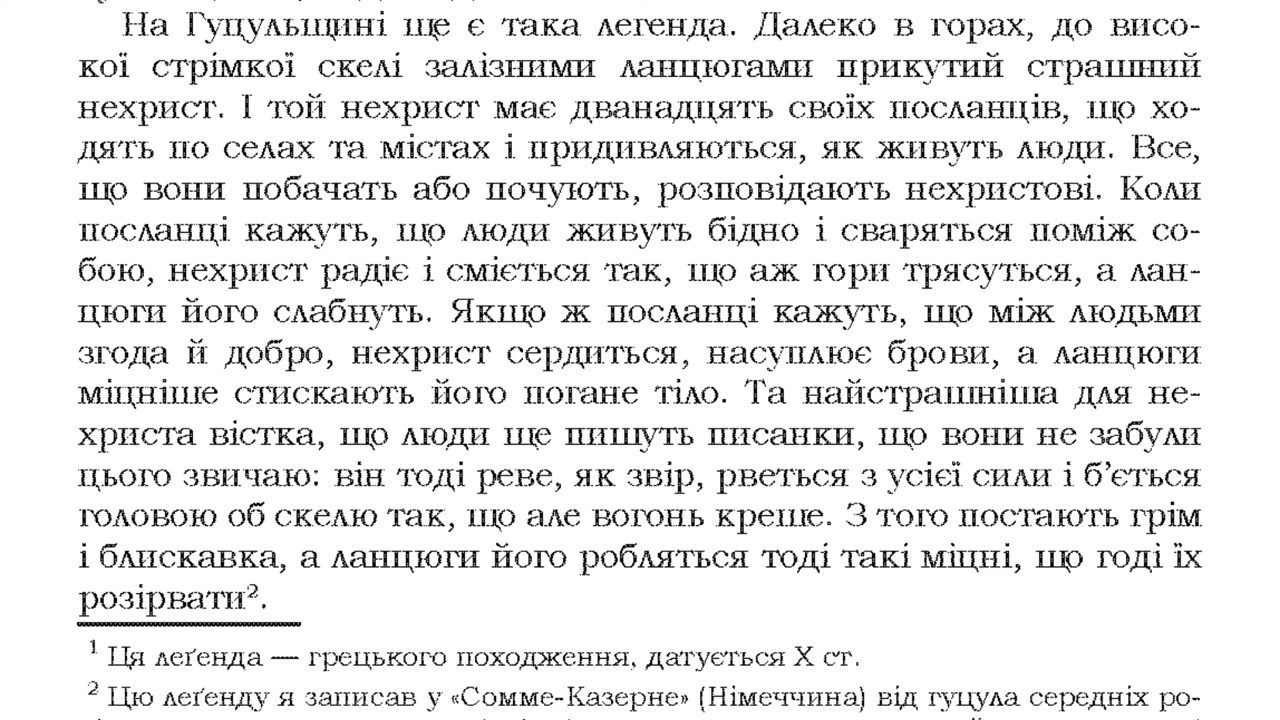 На Гуцульщині ще є така легенда. Далеко в горах, до висо-
кої стрімкої скелі залізними ланцюгами прикутий страшний
нехрист. І той нехрист має дванадцять своїх посланців, що хо-
дять по селах та містах і придивляються, як живуть люди. Все,
що вони побачать або почують, розповідають нехристові. Коли
посланці кажуть, що люди живуть бідно і сваряться поміж со-
бою, нехрист радіє і сміється так, що аж гори трясуться, а лан-
цюги його слабнуть. Якщо ж посланці кажуть, що між людьми
згода й добро, нехрист сердиться, насуплює брови, а ланцюги
міцніше стискають його погане тіло. Та найстрашніша для не-
христа вістка, що люди ще пишуть писанки, що вони не забули
цього звичаю: він тоді реве, як звір, рветься з усієї сили і б’ється
головою об скелю так, що але вогонь креше. З того постають грім
і блискавка, а ланцюги його робляться тоді такі міцні, що годі їх
розірвати².
¹ Ця леґенда — грецького походження, датується X ст.
² Цю леґенду я записав у «Сомме-Казерне» (Німеччина) від гуцула середніх ро-